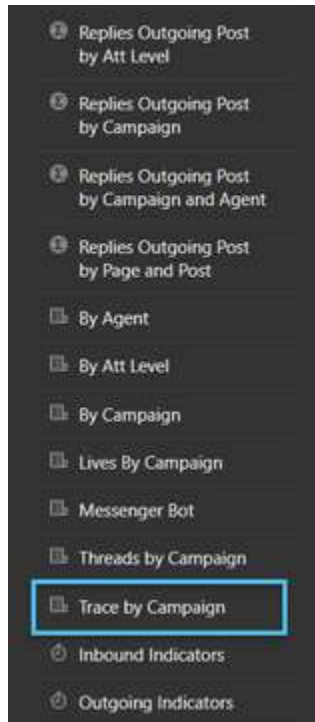 Replies Outgoing Post
by Att Level
Replies Outgoing Post
by Campaign
Replies Outgoing Post
by Campaign and Agent
Replies Outgoing Post
by Page and Post
By Agent
By Att Level
By Campaign
Lives By Campaign
Messenger Bot
Threads by Campaign
Trace by Campaign
Inbound Indicators
Outgoing Indicators